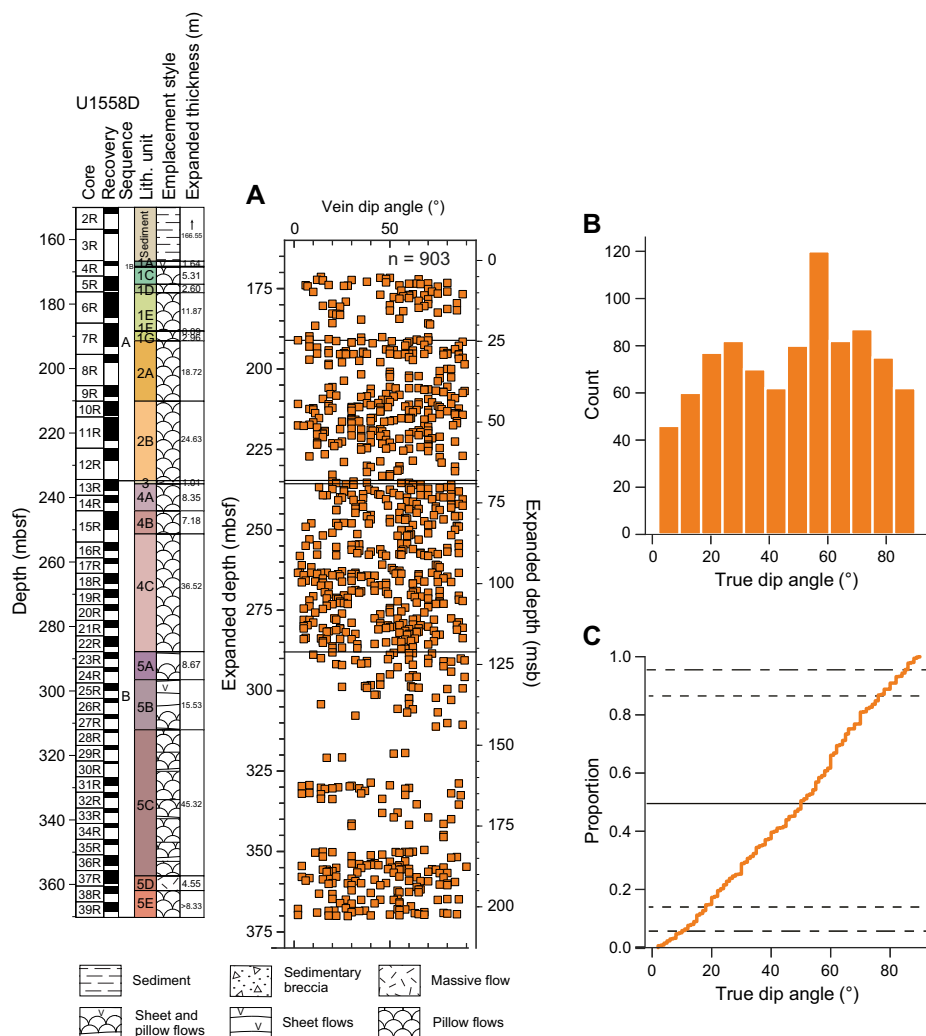 U1558D
Core
Recovery
Sequence
Lith. unit
Emplacement style
Expanded thickness (m)
Depth (mbsf)
160
180
200
220
240
260
280
300
320
340
360
2R
3R
4R
5R
6R
7R
8R
9R
10R
11R
12R
13R
14R
15R
16R
17R
18R
19R
20R
21R
22R
23R
24R
25R
26R
27R
28R
29R
30R
31R
32R
33R
34R
35R
36R
37R
38R
39R
1B
A
B
Sediment
1A
1C
1D
1E
1F
1G
2A
2B
3
4A
4B
4C
5A
5B
5C
5D
5E
166.55
1.64
5.31
2.60
11.87
2.96
18.72
24.63
1.01
8.35
7.18
36.52
8.67
15.53
45.32
4.55
>8.33
A
Vein dip angle (°)
0 50
n = 903
Expanded depth (mbsf)
175
200
225
250
275
300
325
350
375
Expanded depth (msb)
0
25
50
75
100
125
150
175
200
B
Count
120
100
80
60
40
20
0
0 20 40 60 80
True dip angle (°)
C
Proportion
1.0
0.8
0.6
0.4
0.2
0.0
0 20 40 60 80
True dip angle (°)
Sediment
Sedimentary
breccia
Massive flow
Sheet and
pillow flows
Sheet flows
Pillow flows